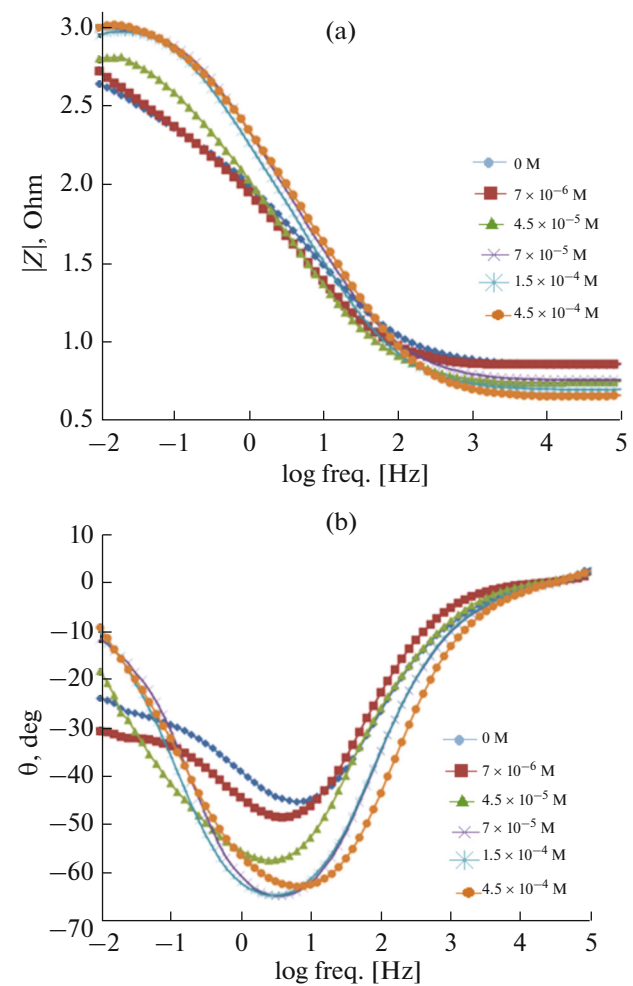 (a)
3.0
2.5
2.0
1.5
1.0
0.5
|Z|, Ohm
0 M
7 × 10⁻⁶ M
4.5 × 10⁻⁵ M
7 × 10⁻⁵ M
1.5 × 10⁻⁴ M
4.5 × 10⁻⁴ M
−2 −1 0 1 2 3 4 5
log freq. [Hz]
(b)
10
0
−10
−20
−30
−40
−50
−60
−70
θ, deg
0 M
7 × 10⁻⁶ M
4.5 × 10⁻⁵ M
7 × 10⁻⁵ M
1.5 × 10⁻⁴ M
4.5 × 10⁻⁴ M
−2 −1 0 1 2 3 4 5
log freq. [Hz]